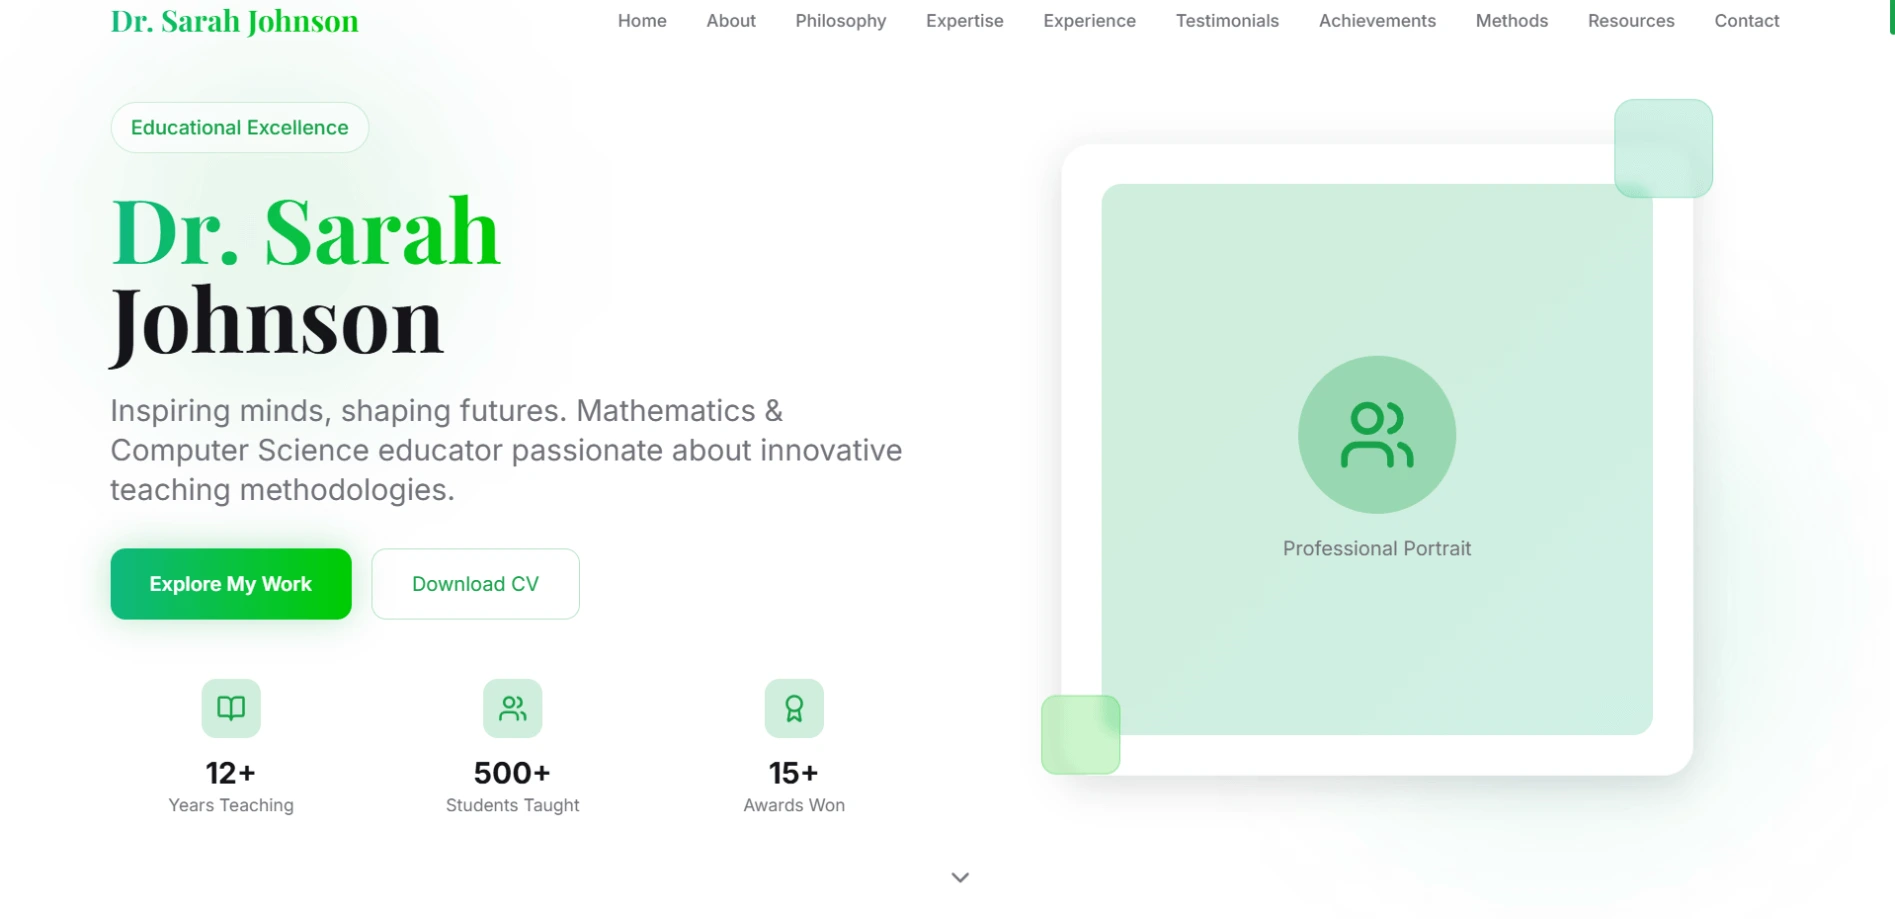 Dr. Sarah Johnson
Home
About
Philosophy
Expertise
Experience
Testimonials
Achievements
Methods
Resources
Contact
Educational Excellence
Dr. Sarah
Johnson
Inspiring minds, shaping futures. Mathematics &
Computer Science educator passionate about innovative
teaching methodologies.
Explore My Work
Download CV
12+
Years Teaching
500+
Students Taught
15+
Awards Won
Professional Portrait